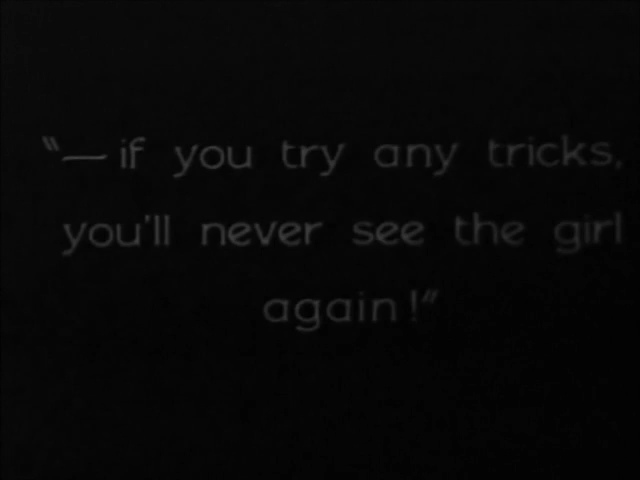 "—if you try any tricks,
you'll never see the girl
again!"